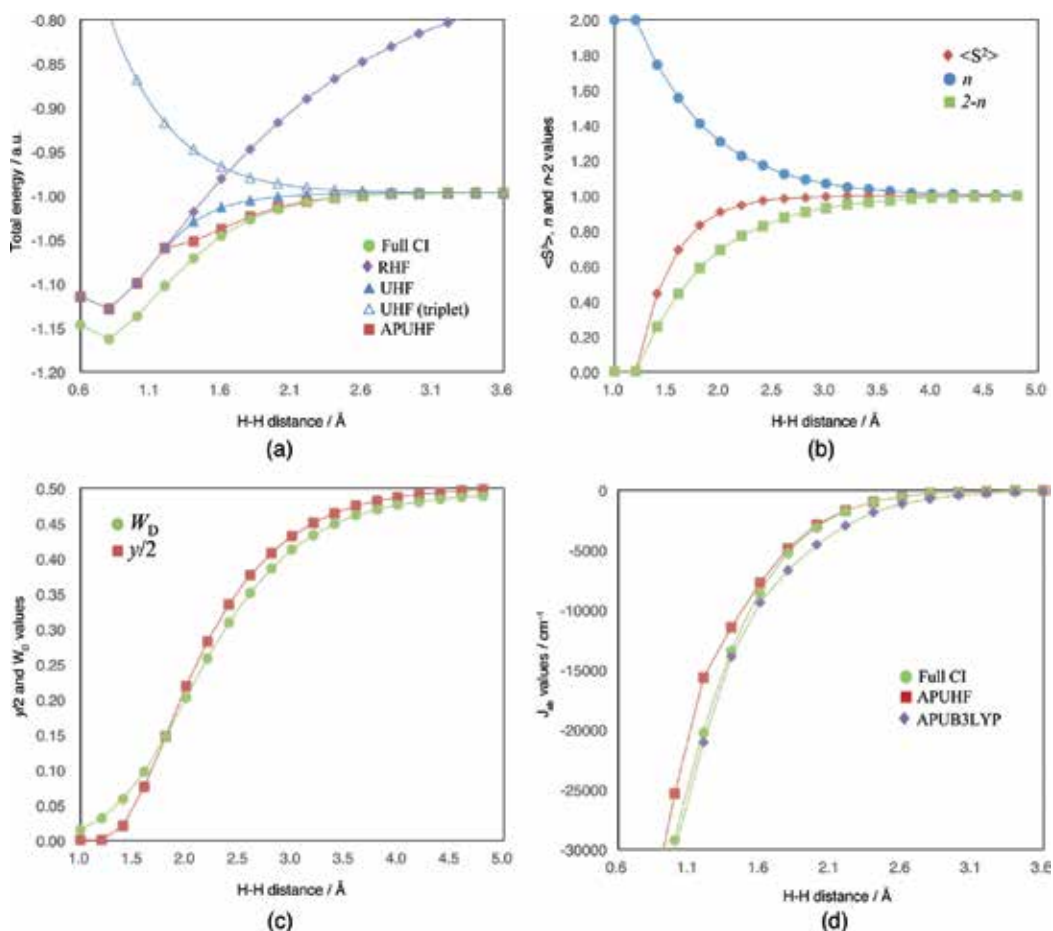 -0.80
-0.85
-0.90
-0.95
-1.00
-1.05
-1.10
-1.15
-1.20
Total energy / a.u.
Full CI
RHF
UHF
UHF (triplet)
APUHF
0.6 1.1 1.6 2.1 2.6 3.1 3.6
H-H distance / Å
(a)
2.00
1.80
1.60
1.40
1.20
1.00
0.80
0.60
0.40
0.20
0.00
<S²>, n and n-2 values
<S²>
n
2-n
1.0 1.5 2.0 2.5 3.0 3.5 4.0 4.5 5.0
H-H distance / Å
(b)
0.50
0.45
0.40
0.35
0.30
0.25
0.20
0.15
0.10
0.05
0.00
y/2 and W_D values
W_D
y/2
1.0 1.5 2.0 2.5 3.0 3.5 4.0 4.5 5.0
H-H distance / Å
(c)
0
-5000
-10000
-15000
-20000
-25000
-30000
J_ab values / cm⁻¹
Full CI
APUHF
APUB3LYP
0.6 1.1 1.6 2.1 2.6 3.1 3.6
H-H distance / Å
(d)